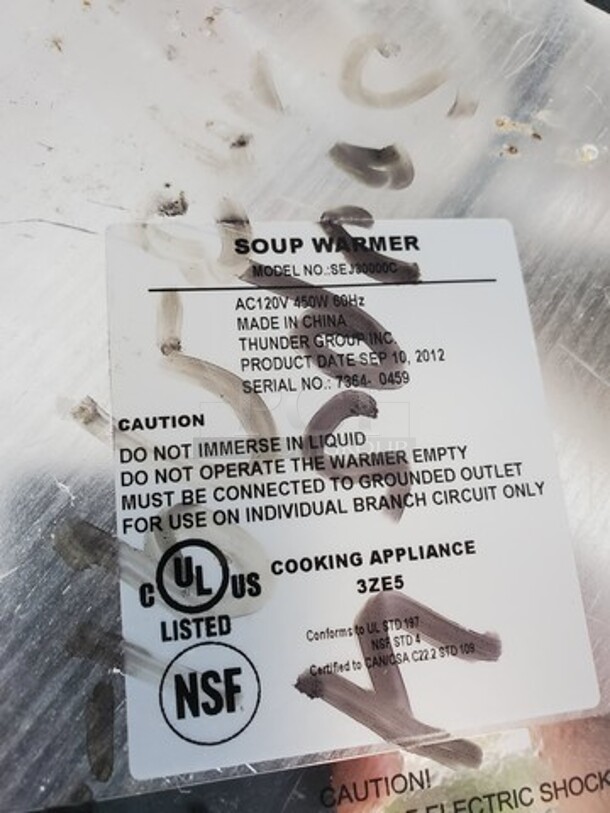 SOUP WARMER
MODEL NO.:SEJ30000C
AC120V 450W 60Hz
MADE IN CHINA
THUNDER GROUP INC.
PRODUCT DATE SEP 10, 2012
SERIAL NO.: 7364- 0459
CAUTION
DO NOT IMMERSE IN LIQUID
DO NOT OPERATE THE WARMER EMPTY
MUST BE CONNECTED TO GROUNDED OUTLET
FOR USE ON INDIVIDUAL BRANCH CIRCUIT ONLY
C UL US
LISTED
COOKING APPLIANCE
3ZE5
Conforms to UL STD 197
NSF STD 4
Certified to CAN/CSA C22.2 STD 109
NSF
CAUTION!
ELECTRIC SHOCK